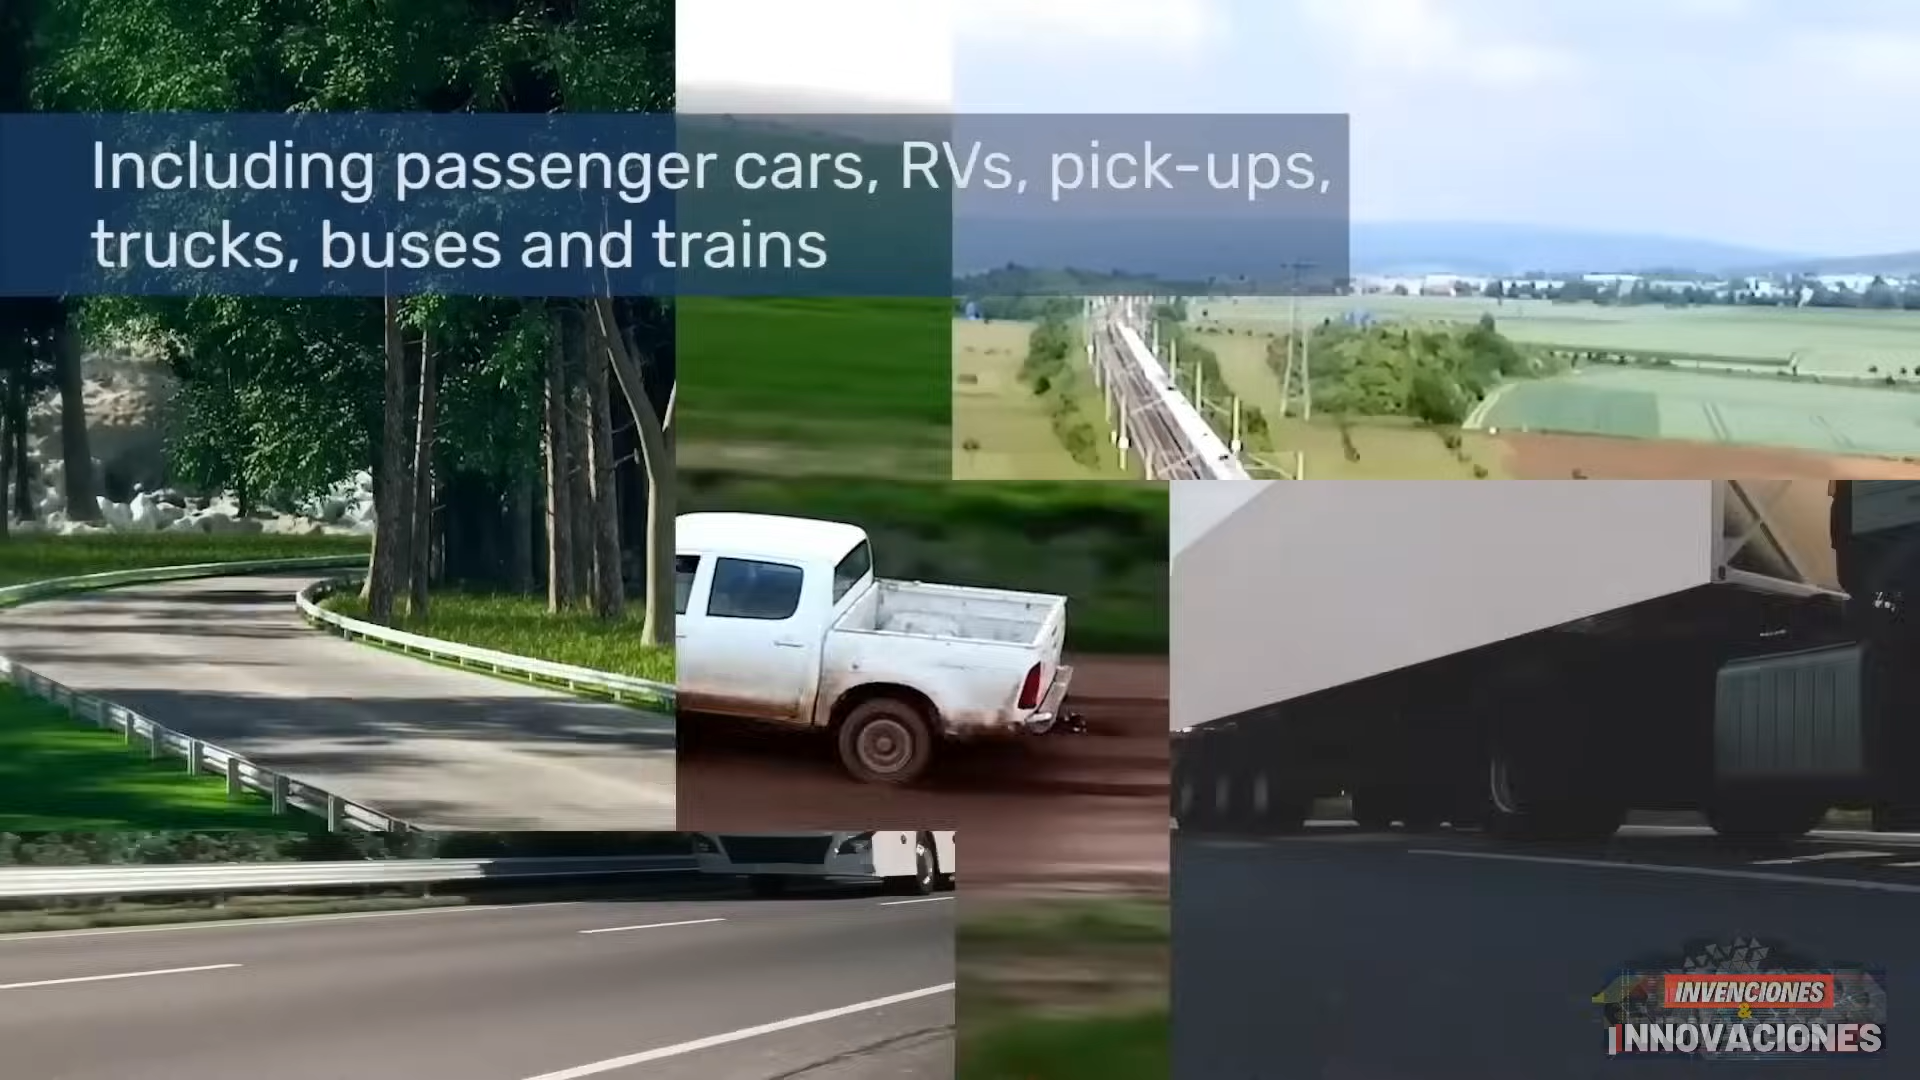 Including passenger cars, RVs, pick-ups,
trucks, buses and trains
INVENCIONES
&
INNOVACIONES